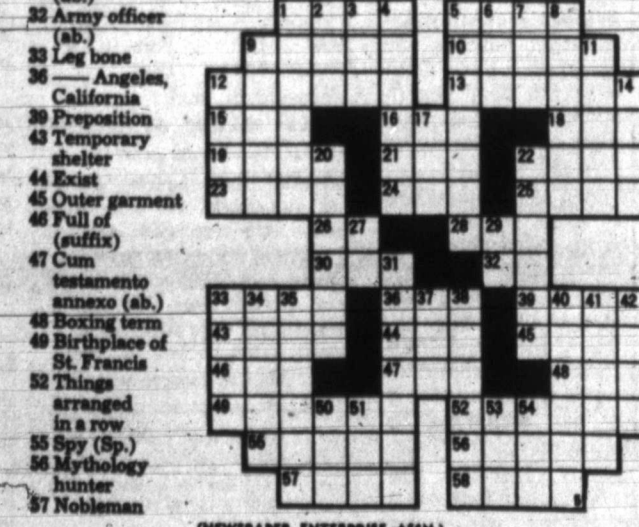 (ab.)
32 Army officer
(ab.)
33 Leg bone
36 — Angeles,
California
39 Preposition
43 Temporary
shelter
44 Exist
45 Outer garment
46 Full of
(suffix)
47 Cum
testamento
annexo (ab.)
48 Boxing term
49 Birthplace of
St. Francis
52 Things
arranged
in a row
55 Spy (Sp.)
56 Mythology
hunter
57 Nobleman
1 2 3 4 5 6 7 8
9 10 11
12 13 14
15 16 17 18
19 20 21 22
23 24 25
26 27 28 29
30 31 32
33 34 35 36 37 38 39 40 41 42
43 44 45
46 47 48
49 50 51 52 53 54
55 56
57 58
(NEWSPAPER ENTERPRISE ASSN.)